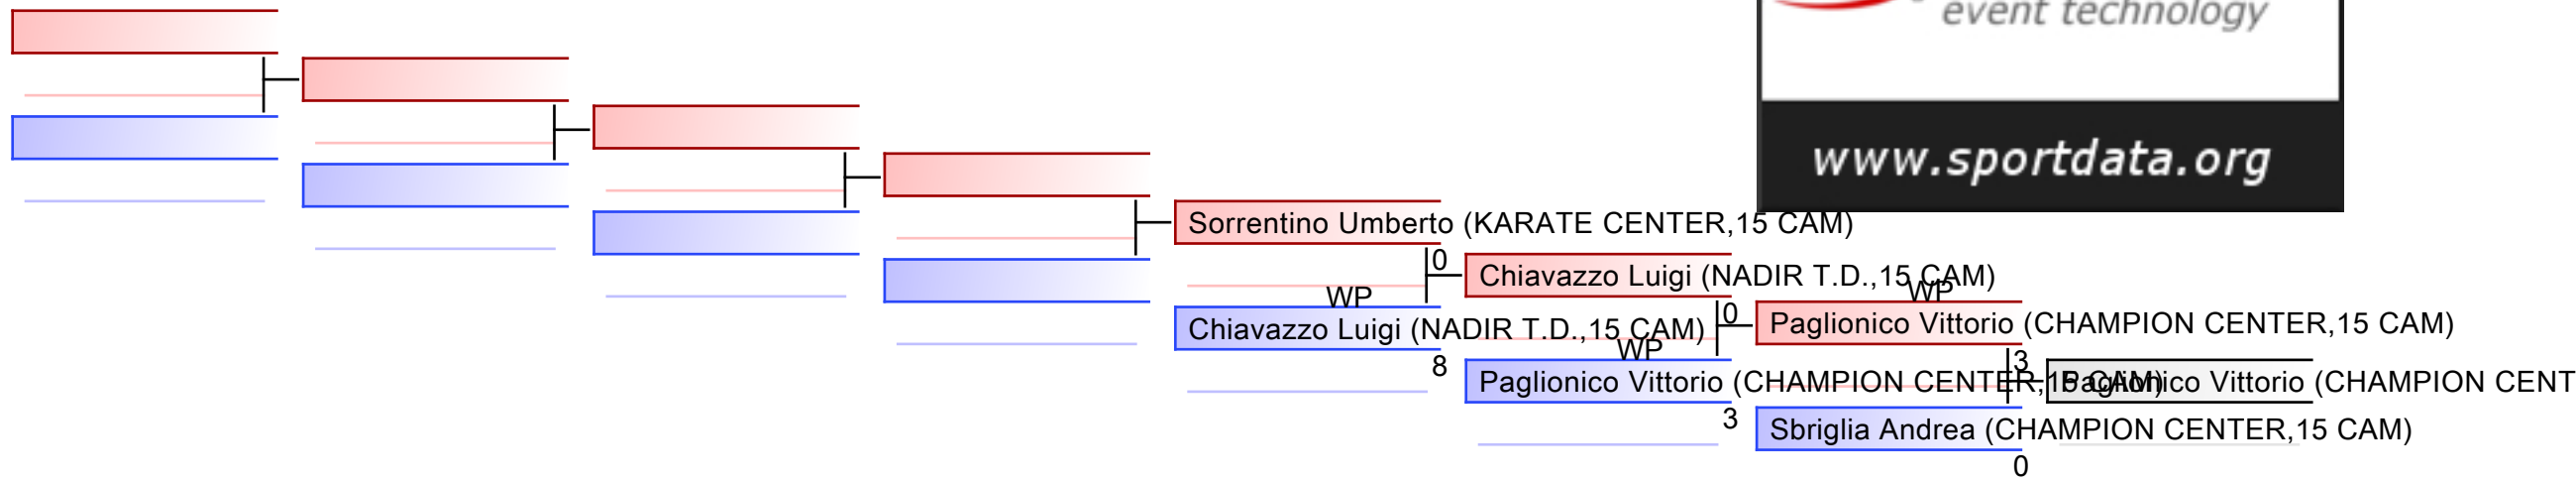 event technology
www.sportdata.org
Sorrentino Umberto (KARATE CENTER,15 CAM)
0
Chiavazzo Luigi (NADIR T.D.,15 CAM)
WP
WP
0
Chiavazzo Luigi (NADIR T.D.,15 CAM)
Paglionico Vittorio (CHAMPION CENTER,15 CAM)
WP
8
3
Paglionico Vittorio (CHAMPION CENTER,15 CAM)
Paglionico Vittorio (CHAMPION CENT
3
Sbriglia Andrea (CHAMPION CENTER,15 CAM)
0